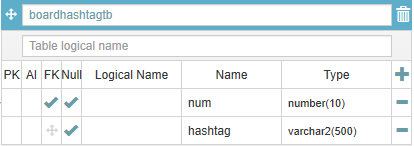 boardhashtagtb
Table logical name
PK AI FK Null Logical Name Name Type
num number(10)
hashtag varchar2(500)